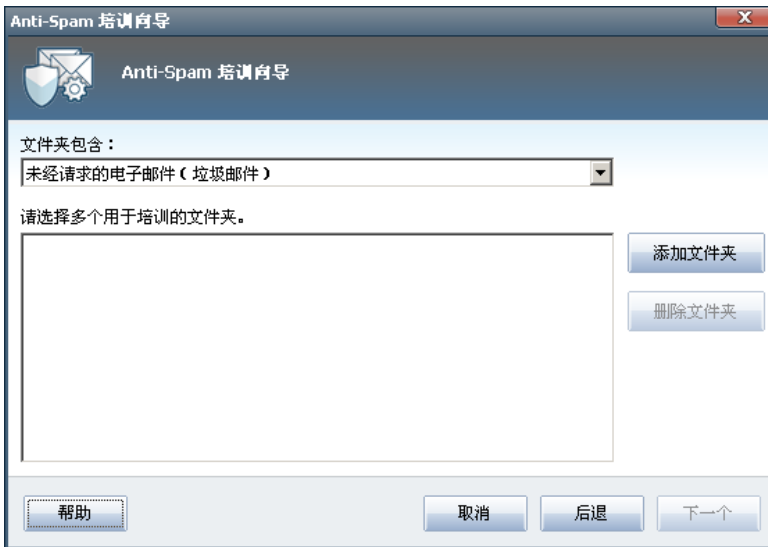 Anti-Spam 培训向导
Anti-Spam 培训向导
文件夹包含：
未经请求的电子邮件（垃圾邮件）
请选择多个用于培训的文件夹。
添加文件夹
删除文件夹
帮助
取消
后退
下一个